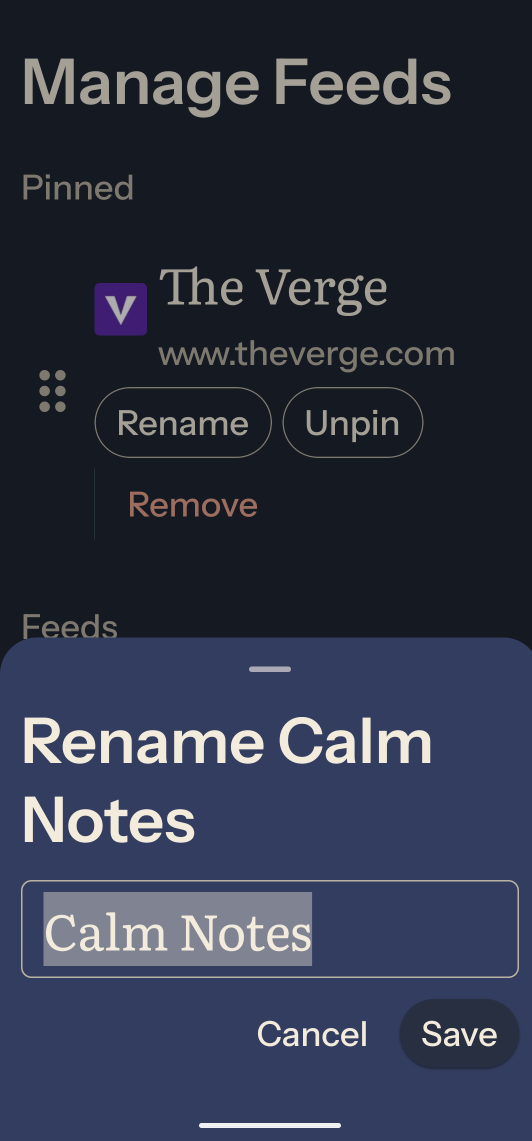 Manage Feeds
Pinned
V
The Verge
www.theverge.com
Rename
Unpin
Remove
Feeds
Rename Calm
Notes
Calm Notes
Cancel
Save